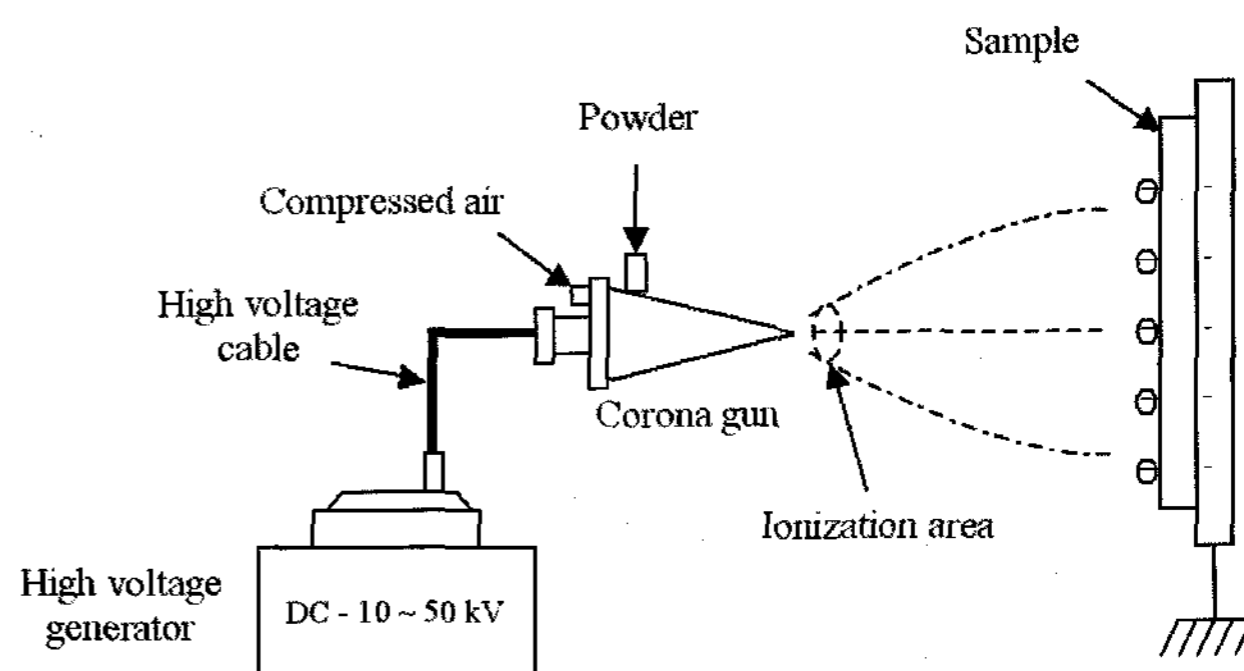 Sample
Powder
Compressed air
High voltage
cable
Corona gun
Ionization area
High voltage
generator
DC - 10 ~ 50 kV